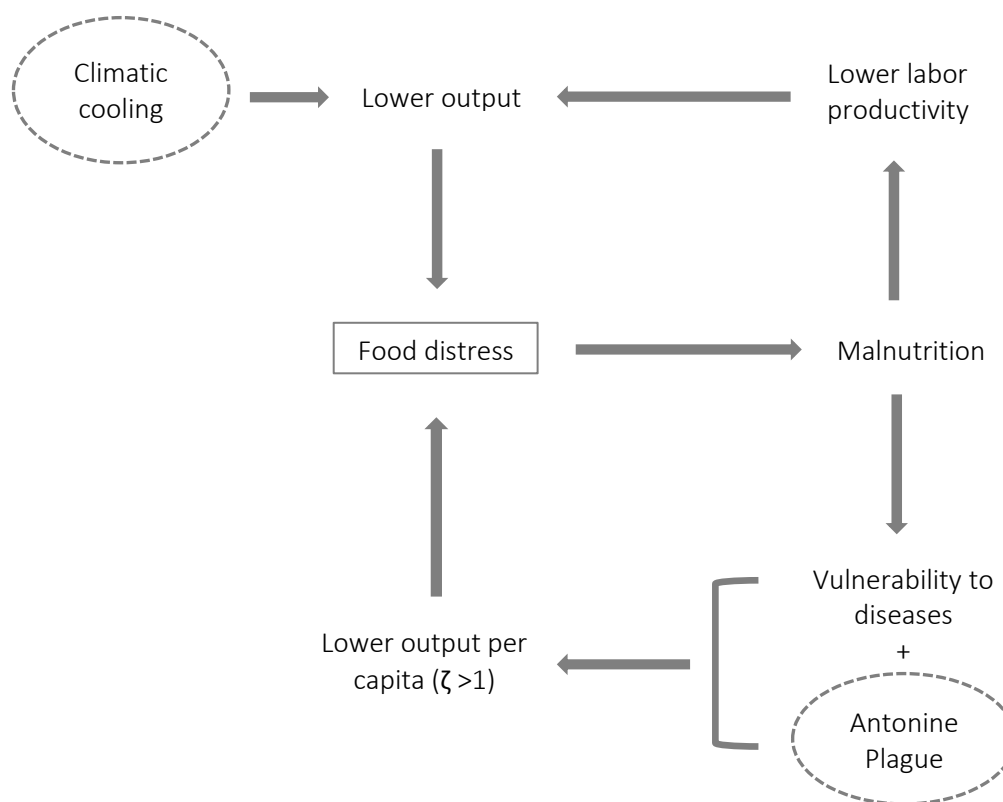 Climatic
cooling
Lower output
Lower labor
productivity
Food distress
Malnutrition
Vulnerability to
diseases
+
Lower output per
capita (ζ >1)
Antonine
Plague